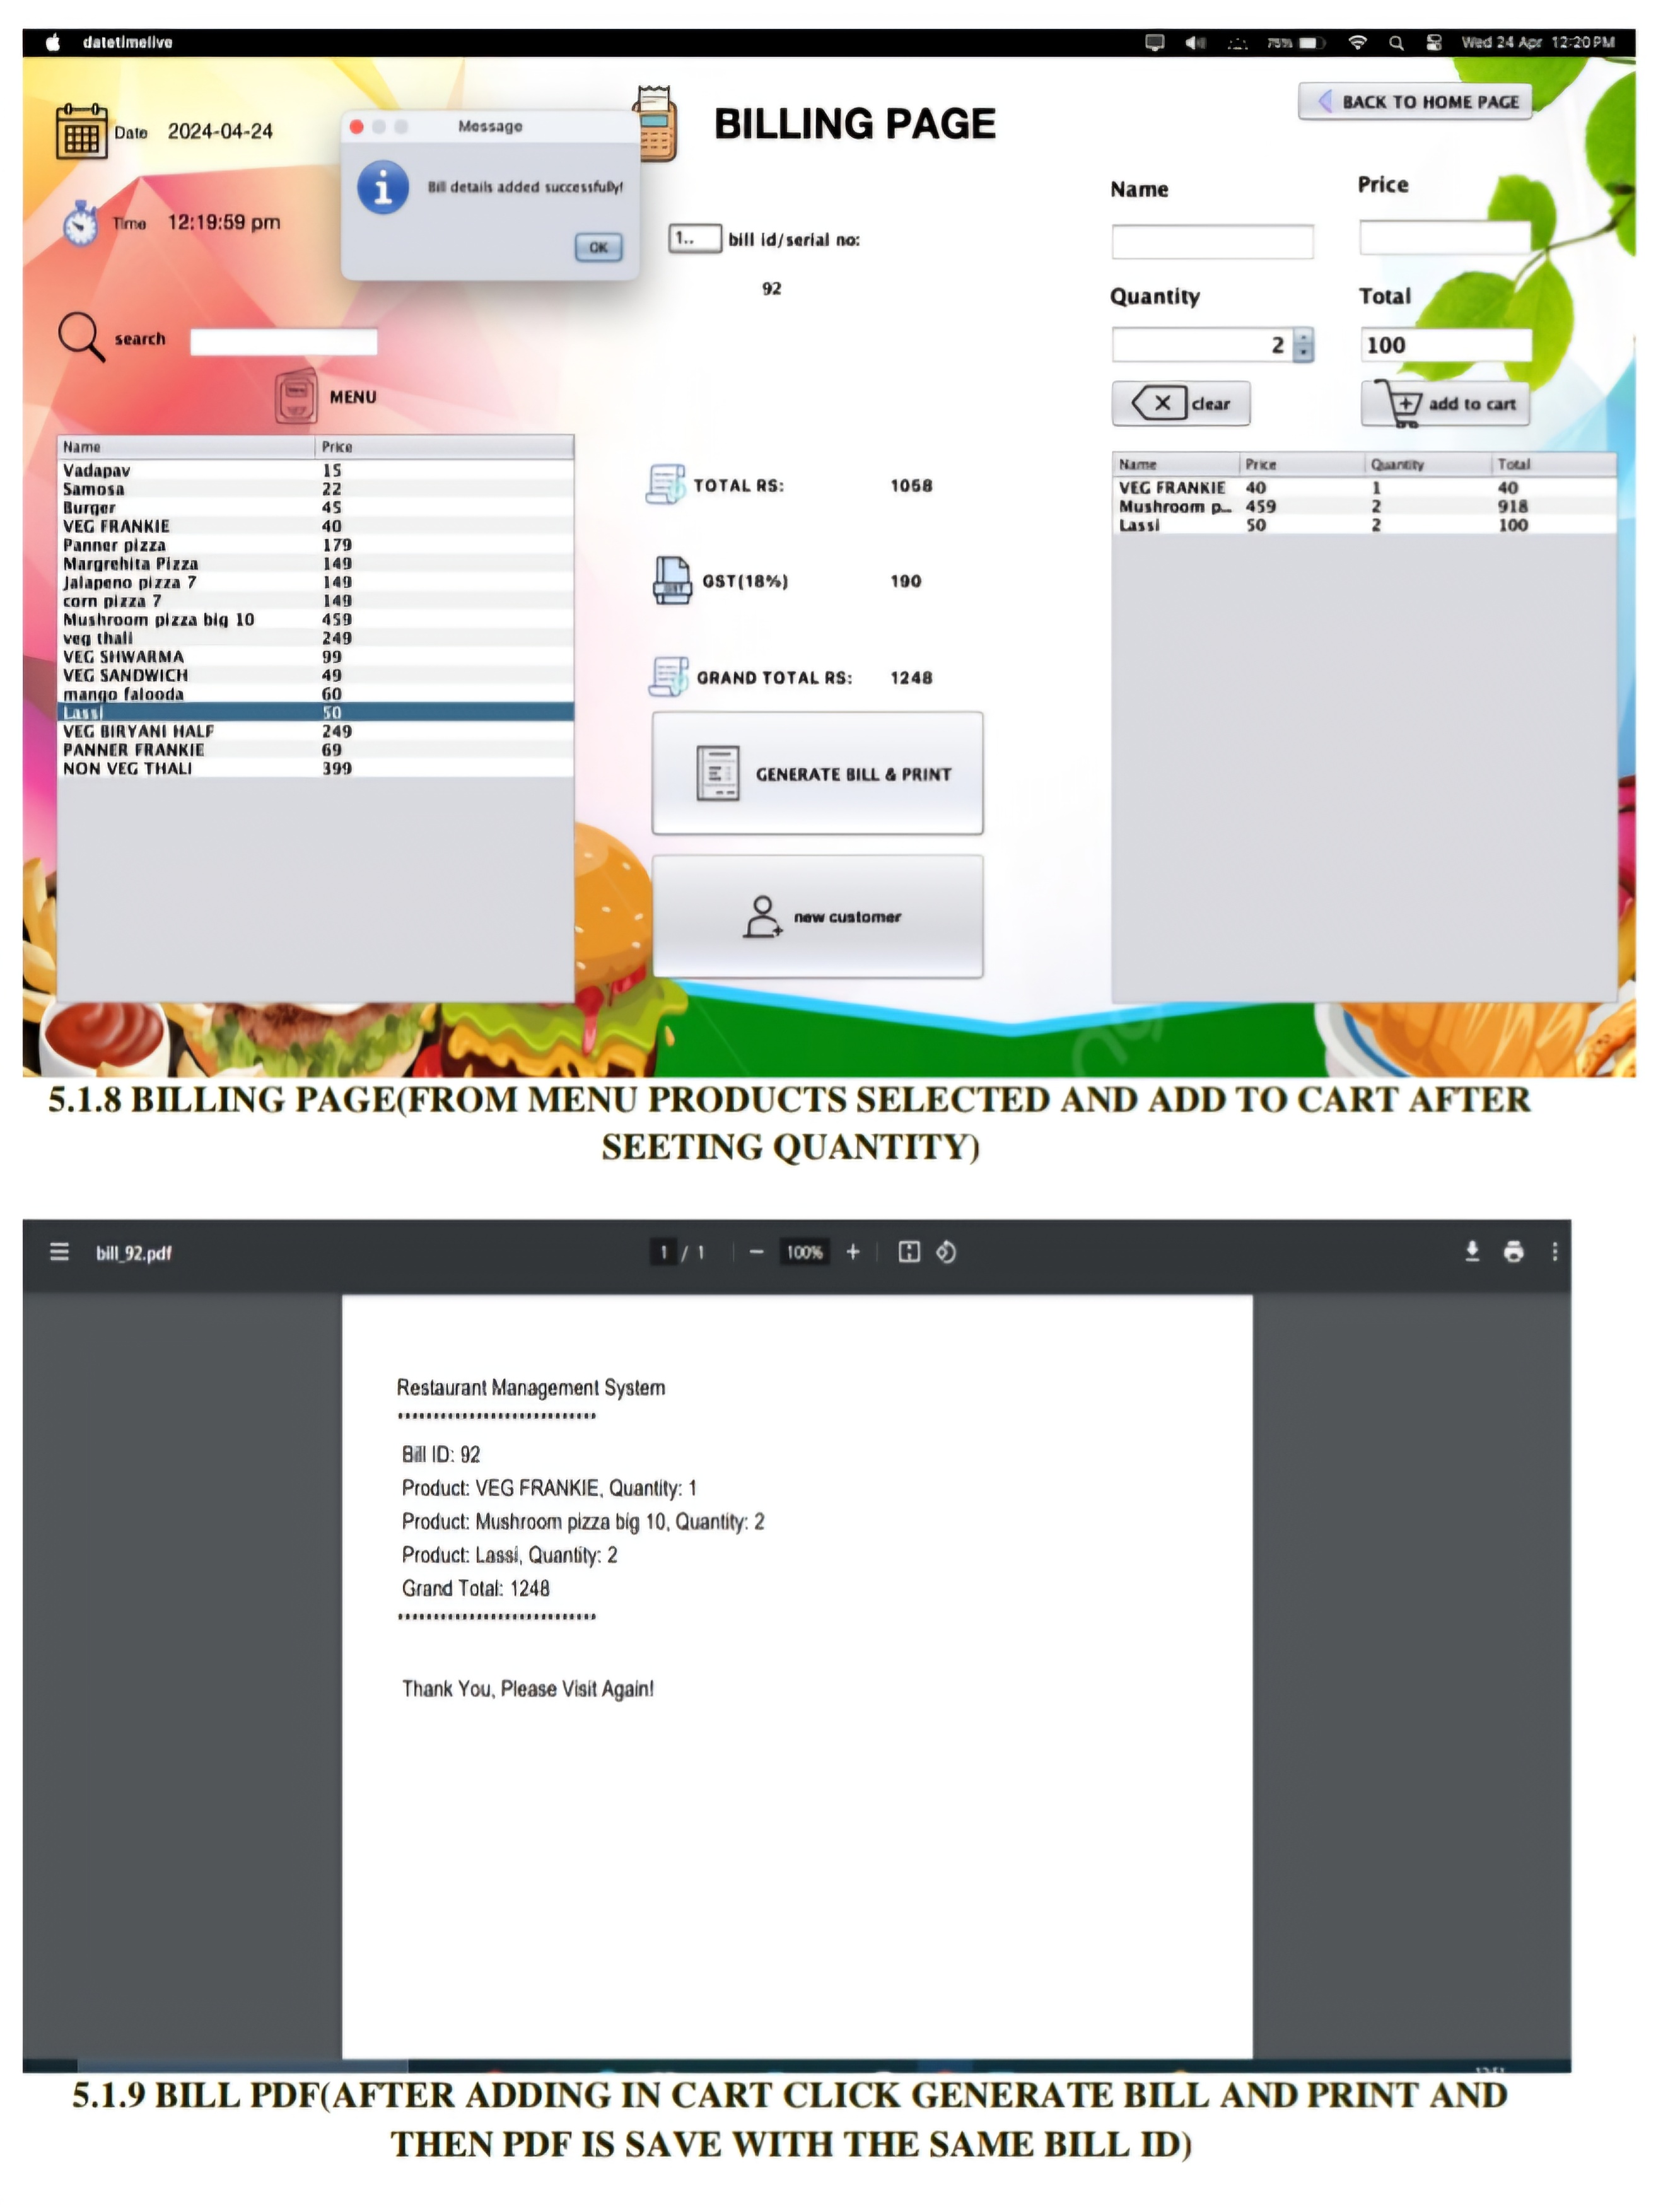 datetimelive
Wed 24 Apr 12:20 PM
75%
BACK TO HOME PAGE
Date 2024-04-24
Message
BILLING PAGE
Bill details added successfully!
OK
Time 12:19:59 pm
Name Price
1.. bill id/serial no:
92
Quantity Total
2 100
search
MENU
clear add to cart
Name Price
Vadapav 15
Samosa 22
Burger 45
VEG FRANKIE 40
Panner pizza 179
Margrehita Pizza 149
Jalapeno pizza 7 149
corn pizza 7 149
Mushroom pizza big 10 459
veg thali 249
VEG SHWARMA 99
VEG SANDWICH 49
mango falooda 60
Lassi 50
VEG BIRYANI HALF 249
PANNER FRANKIE 69
NON VEG THALI 399
TOTAL RS: 1058
GST(18%) 190
GRAND TOTAL RS: 1248
GENERATE BILL & PRINT
new customer
Name Price Quantity Total
VEG FRANKIE 40 1 40
Mushroom p... 459 2 918
Lassi 50 2 100
5.1.8 BILLING PAGE(FROM MENU PRODUCTS SELECTED AND ADD TO CART AFTER
SEETING QUANTITY)
bill_92.pdf 1 / 1 100%
Restaurant Management System
****************************
Bill ID: 92
Product: VEG FRANKIE, Quantity: 1
Product: Mushroom pizza big 10, Quantity: 2
Product: Lassi, Quantity: 2
Grand Total: 1248
****************************
Thank You, Please Visit Again!
5.1.9 BILL PDF(AFTER ADDING IN CART CLICK GENERATE BILL AND PRINT AND
THEN PDF IS SAVE WITH THE SAME BILL ID)